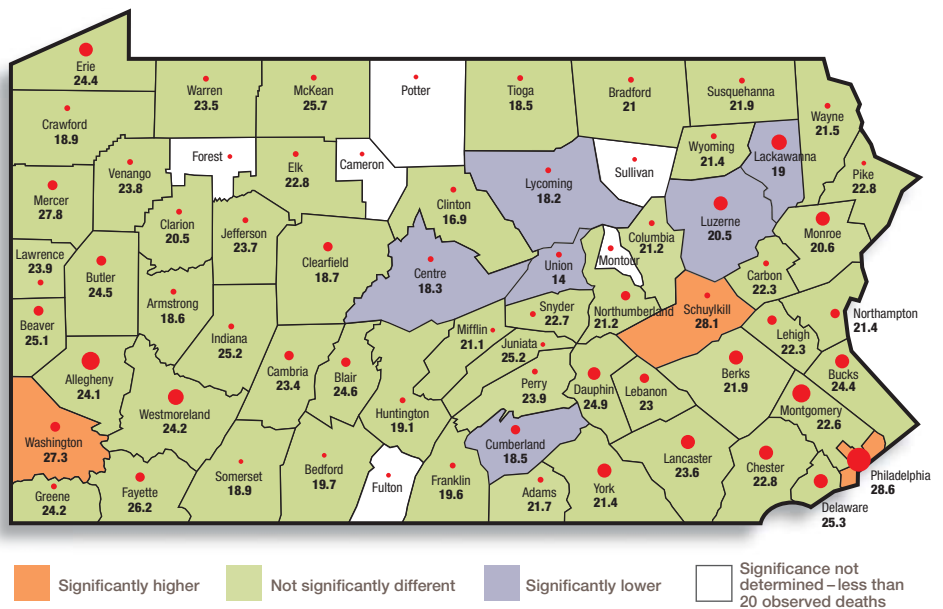 Erie
24.4
Warren
23.5
McKean
25.7
Potter
Tioga
18.5
Bradford
21
Susquehanna
21.9
Wayne
21.5
Crawford
18.9
Forest
Venango
23.8
Elk
22.8
Cameron
Wyoming
21.4
Lackawanna
19
Sullivan
Lycoming
18.2
Pike
22.8
Mercer
27.8
Clinton
16.9
Clarion
20.5
Jefferson
23.7
Luzerne
20.5
Monroe
20.6
Columbia
21.2
Lawrence
23.9
Butler
24.5
Clearfield
18.7
Centre
18.3
Union
14
Montour
Carbon
22.3
Armstrong
18.6
Snyder
22.7
Northumberland
21.2
Schuylkill
28.1
Northampton
21.4
Beaver
25.1
Indiana
25.2
Mifflin
21.1
Juniata
25.2
Lehigh
22.3
Allegheny
24.1
Cambria
23.4
Blair
24.6
Perry
23.9
Dauphin
24.9
Lebanon
23
Berks
21.9
Bucks
24.4
Westmoreland
24.2
Huntington
19.1
Montgomery
22.6
Washington
27.3
Cumberland
18.5
Lancaster
23.6
Chester
22.8
Philadelphia
28.6
Greene
24.2
Fayette
26.2
Somerset
18.9
Bedford
19.7
Fulton
Franklin
19.6
Adams
21.7
York
21.4
Delaware
25.3
Significantly higher
Not significantly different
Significantly lower
Significance not
determined – less than
20 observed deaths